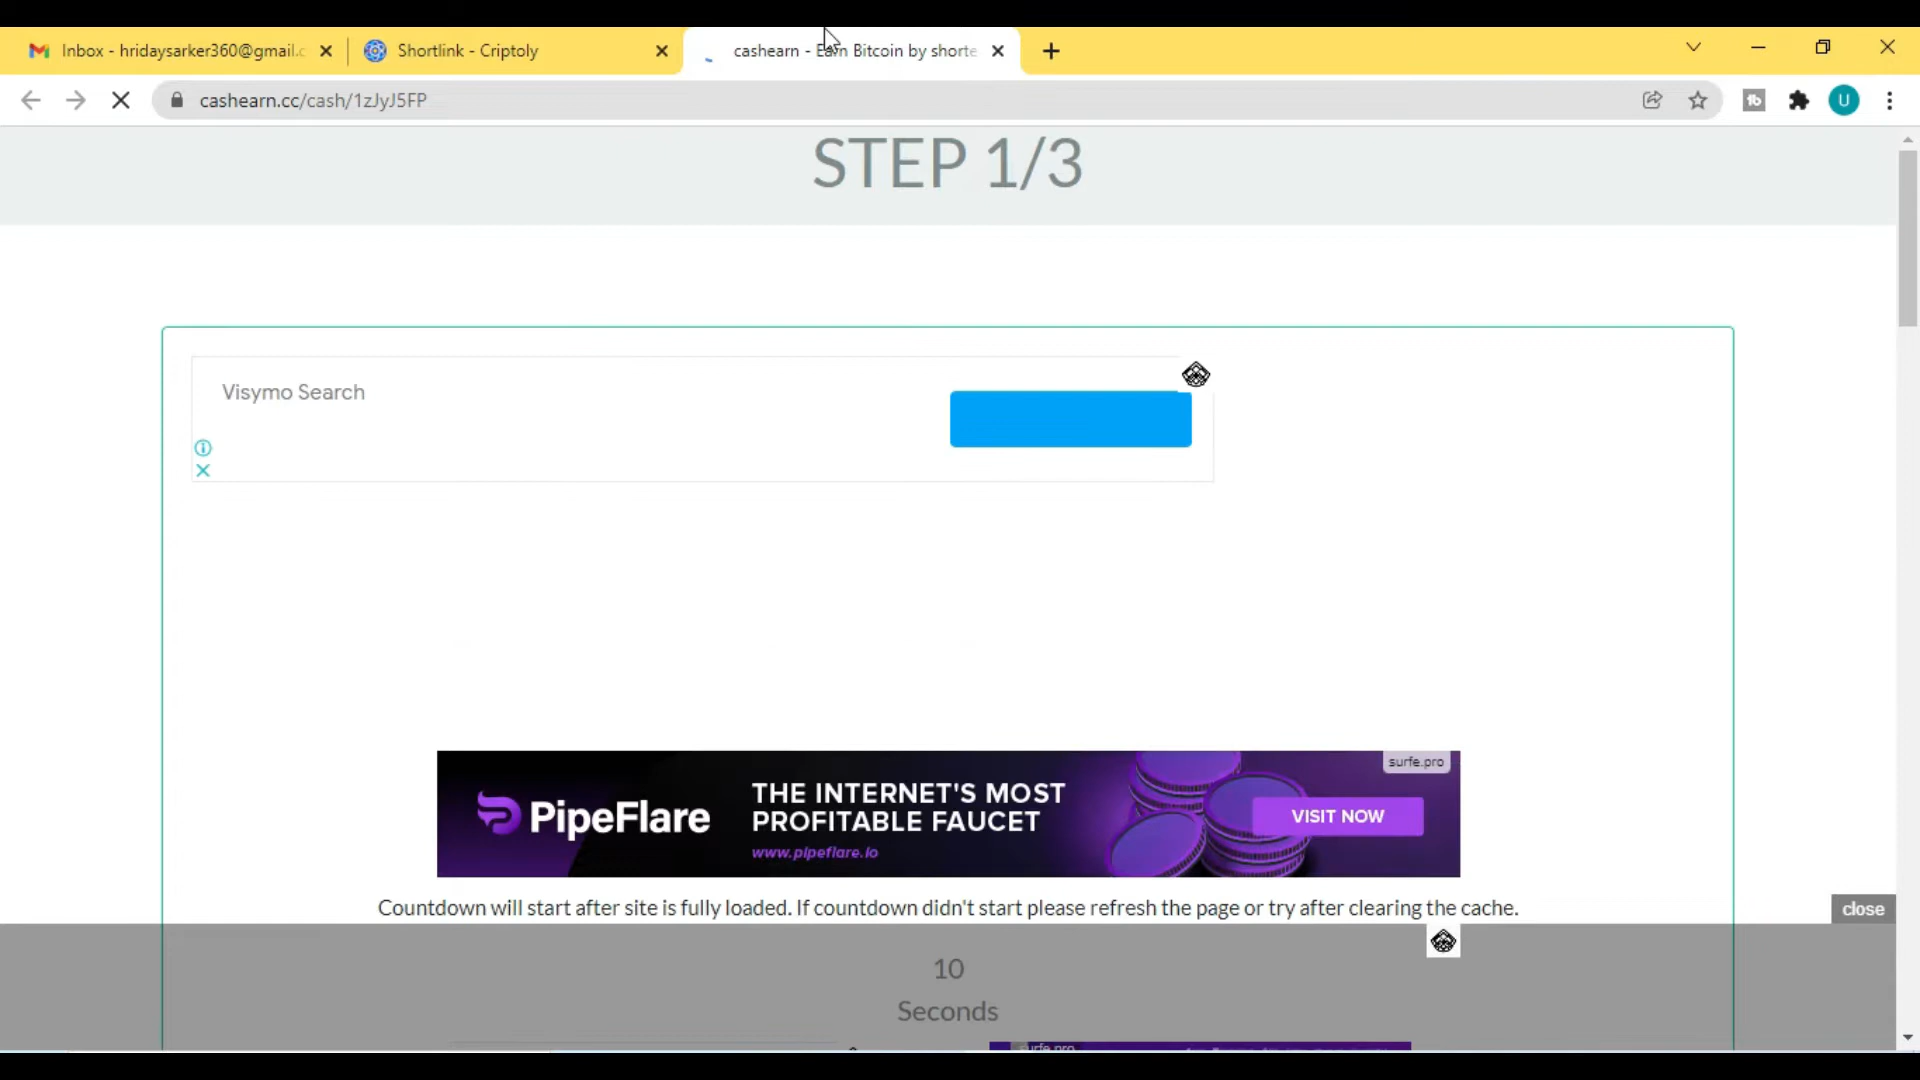 Inbox - hridaysarker360@gmail.c
Shortlink - Criptoly
cashearn - Earn Bitcoin by shorte
cashearn.cc/cash/1zJyJ5FP
U
STEP 1/3
Visymo Search
surfe.pro
PipeFlare
THE INTERNET'S MOST
PROFITABLE FAUCET
www.pipeflare.io
VISIT NOW
Countdown will start after site is fully loaded. If countdown didn't start please refresh the page or try after clearing the cache.
close
10
Seconds
surfe.pro